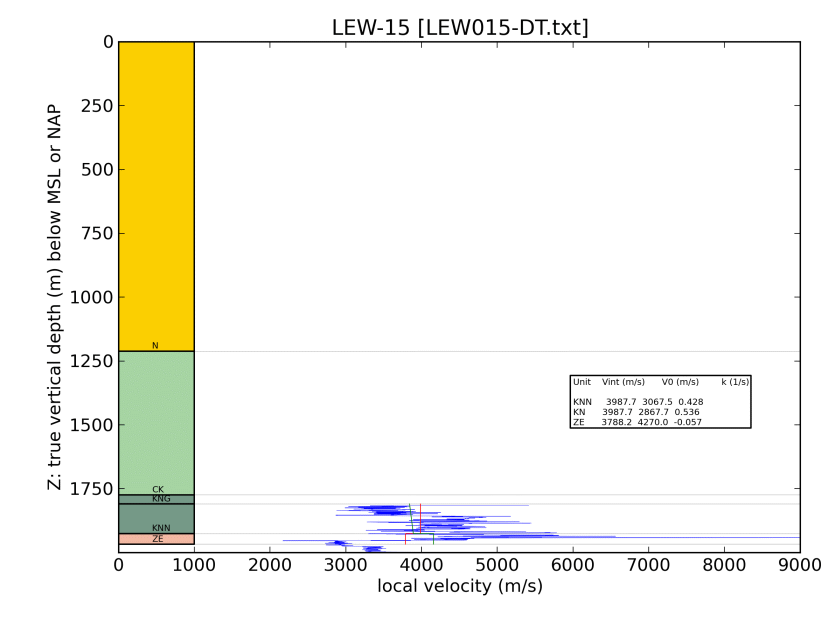 LEW-15 [LEW015-DT.txt]
0
250
500
750
1000
1250
1500
1750
Z: true vertical depth (m) below MSL or NAP
N
CK
KNG
KNN
ZE
Unit Vint (m/s) V0 (m/s) k (1/s)
KNN 3987.7 3067.5 0.428
KN 3987.7 2867.7 0.536
ZE 3788.2 4270.0 -0.057
0 1000 2000 3000 4000 5000 6000 7000 8000 9000
local velocity (m/s)